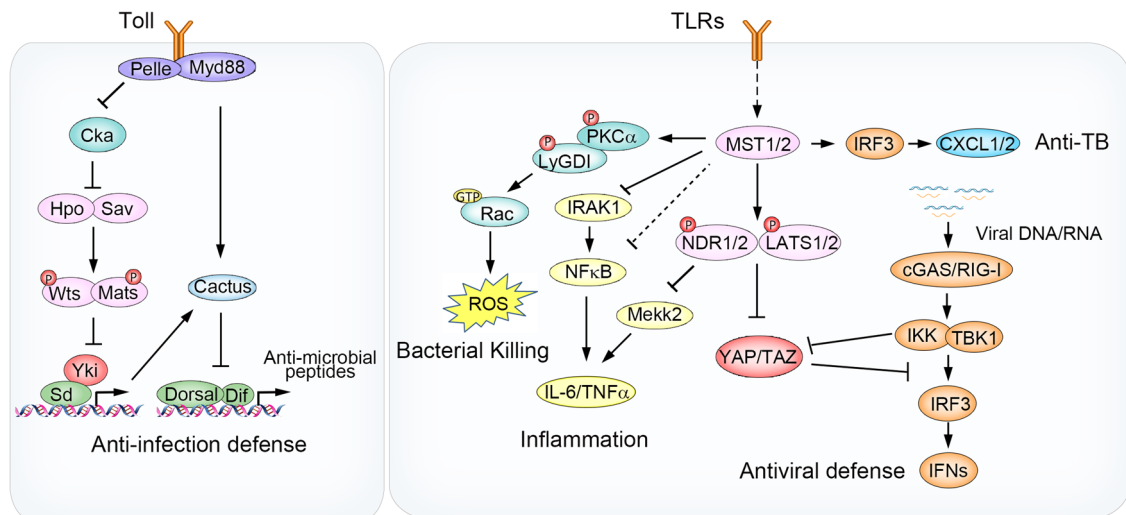 Toll
Pelle
Myd88
Cka
Hpo
Sav
P
P
Wts
Mats
Cactus
Yki
Sd
Dorsal
Dif
Anti-microbial
peptides
Anti-infection defense
TLRs
P
PKCα
P
LyGDI
MST1/2
IRF3
CXCL1/2
Anti-TB
GTP
Rac
IRAK1
P
NDR1/2
P
LATS1/2
Viral DNA/RNA
NFκB
cGAS/RIG-I
ROS
Mekk2
Bacterial Killing
YAP/TAZ
IKK
TBK1
IL-6/TNFα
IRF3
Inflammation
Antiviral defense
IFNs